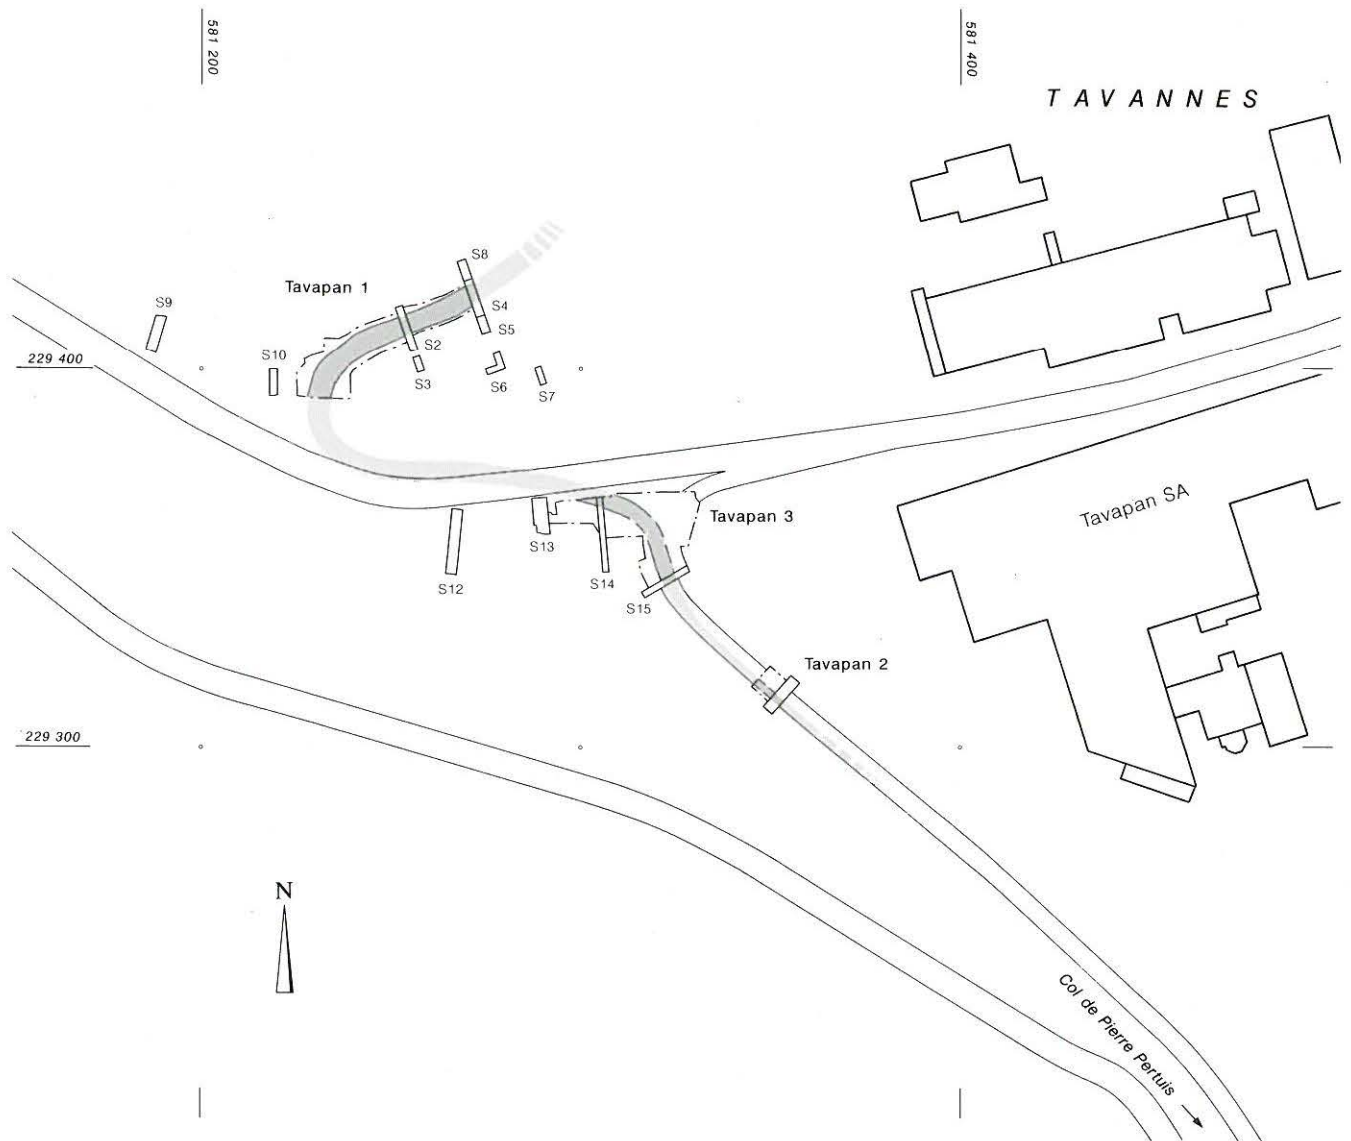 581 200
581 400
TAVANNES
S8
Tavapan 1
S9
S4
S5
S2
229 400
S10
S3
S6
S7
Tavapan SA
Tavapan 3
S13
S14
S12
S15
Tavapan 2
229 300
N
Col de Pierre Pertuis